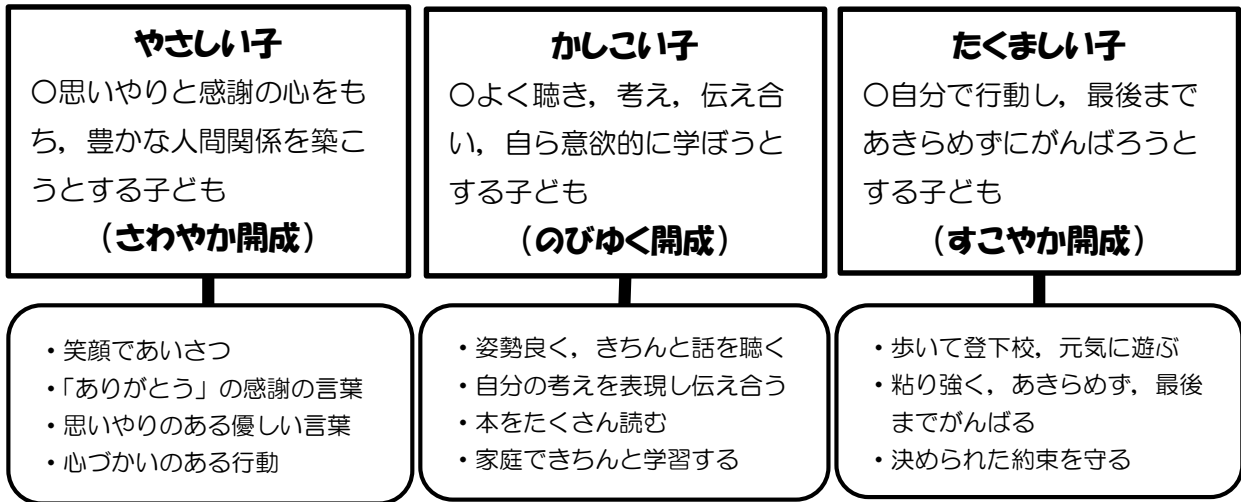 やさしい子
〇思いやりと感謝の心をも
ち，豊かな人間関係を築こ
うとする子ども
（さわやか開成）
・笑顔であいさつ
・「ありがとう」の感謝の言葉
・思いやりのある優しい言葉
・心づかいのある行動
かしこい子
〇よく聴き，考え，伝え合
い，自ら意欲的に学ぼうと
する子ども
（のびゆく開成）
・姿勢良く，きちんと話を聴く
・自分の考えを表現し伝え合う
・本をたくさん読む
・家庭できちんと学習する
たくましい子
〇自分で行動し，最後まで
あきらめずにがんばろうと
する子ども
（すこやか開成）
・歩いて登下校，元気に遊ぶ
・粘り強く，あきらめず，最後
までがんばる
・決められた約束を守る